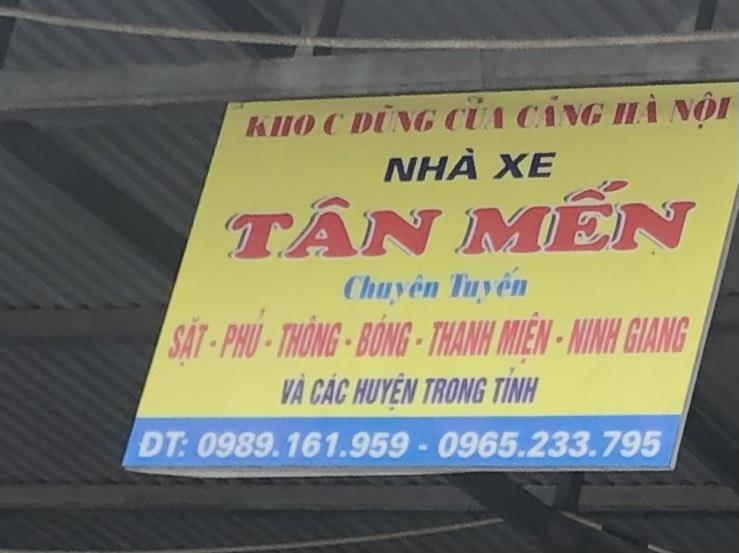 KHO C DŨNG CỦA CẢNG HÀ NỘI
NHÀ XE
TÂN MẾN
Chuyên Tuyến
SẶT - PHỦ - THÔNG - BÓNG - THANH MIỆN - NINH GIANG
VÀ CÁC HUYỆN TRONG TỈNH
ĐT: 0989.161.959 - 0965.233.795